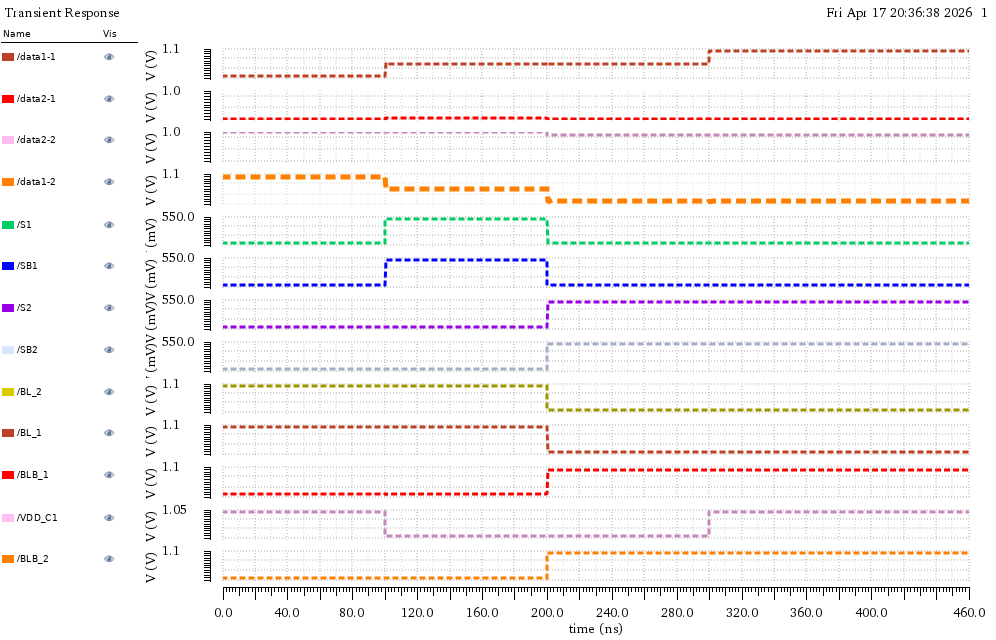 Transient Response
Fri Apr 17 20:36:38 2026 1
Name Vis
/data1-1
V (V) 1.1
/data2-1
V (V) 1.0
/data2-2
V (V) 1.0
/data1-2
V (V) 1.1
/S1
(mV) 550.0
/SB1
V (mV) 550.0
/S2
V (mV) 550.0
/SB2
(mV) 550.0
/BL_2
V (V) 1.1
/BL_1
V (V) 1.1
/BLB_1
V (V) 1.1
/VDD_C1
V (V) 1.05
/BLB_2
V (V) 1.1
0.0 40.0 80.0 120.0 160.0 200.0 240.0 280.0 320.0 360.0 400.0 460.0
time (ns)